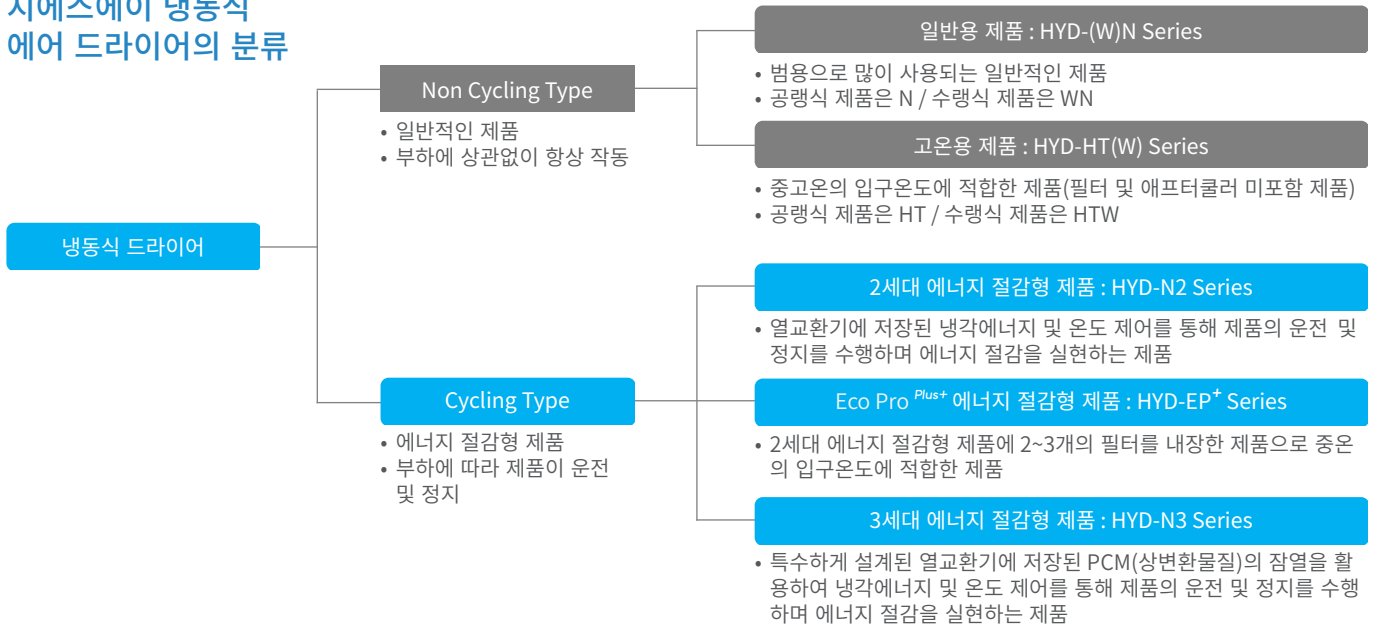 지에스에이 냉동식
에어 드라이어의 분류
냉동식 드라이어
Non Cycling Type
• 일반적인 제품
• 부하에 상관없이 항상 작동
일반용 제품 : HYD-(W)N Series
• 범용으로 많이 사용되는 일반적인 제품
• 공랭식 제품은 N / 수랭식 제품은 WN
고온용 제품 : HYD-HT(W) Series
• 중고온의 입구온도에 적합한 제품(필터 및 애프터쿨러 미포함 제품)
• 공랭식 제품은 HT / 수랭식 제품은 HTW
Cycling Type
• 에너지 절감형 제품
• 부하에 따라 제품이 운전
및 정지
2세대 에너지 절감형 제품 : HYD-N2 Series
• 열교환기에 저장된 냉각에너지 및 온도 제어를 통해 제품의 운전 및
정지를 수행하며 에너지 절감을 실현하는 제품
Eco Pro Plus+ 에너지 절감형 제품 : HYD-EP+ Series
• 2세대 에너지 절감형 제품에 2~3개의 필터를 내장한 제품으로 중온
의 입구온도에 적합한 제품
3세대 에너지 절감형 제품 : HYD-N3 Series
• 특수하게 설계된 열교환기에 저장된 PCM(상변환물질)의 잠열을 활
용하여 냉각에너지 및 온도 제어를 통해 제품의 운전 및 정지를 수행
하며 에너지 절감을 실현하는 제품